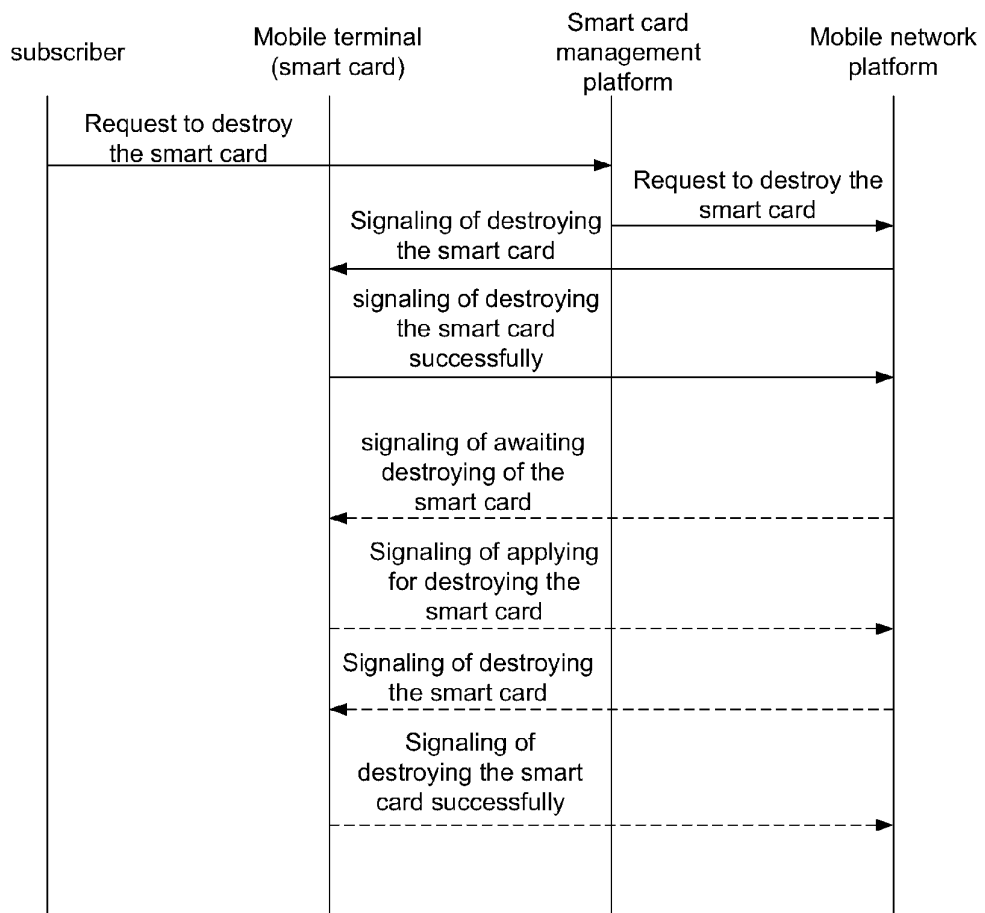 subscriber
Mobile terminal
(smart card)
Smart card
management
platform
Mobile network
platform
Request to destroy
the smart card
Request to destroy the
smart card
Signaling of destroying
the smart card
signaling of destroying
the smart card
successfully
signaling of awaiting
destroying of the
smart card
Signaling of applying
for destroying the
smart card
Signaling of destroying
the smart card
Signaling of
destroying the smart
card successfully